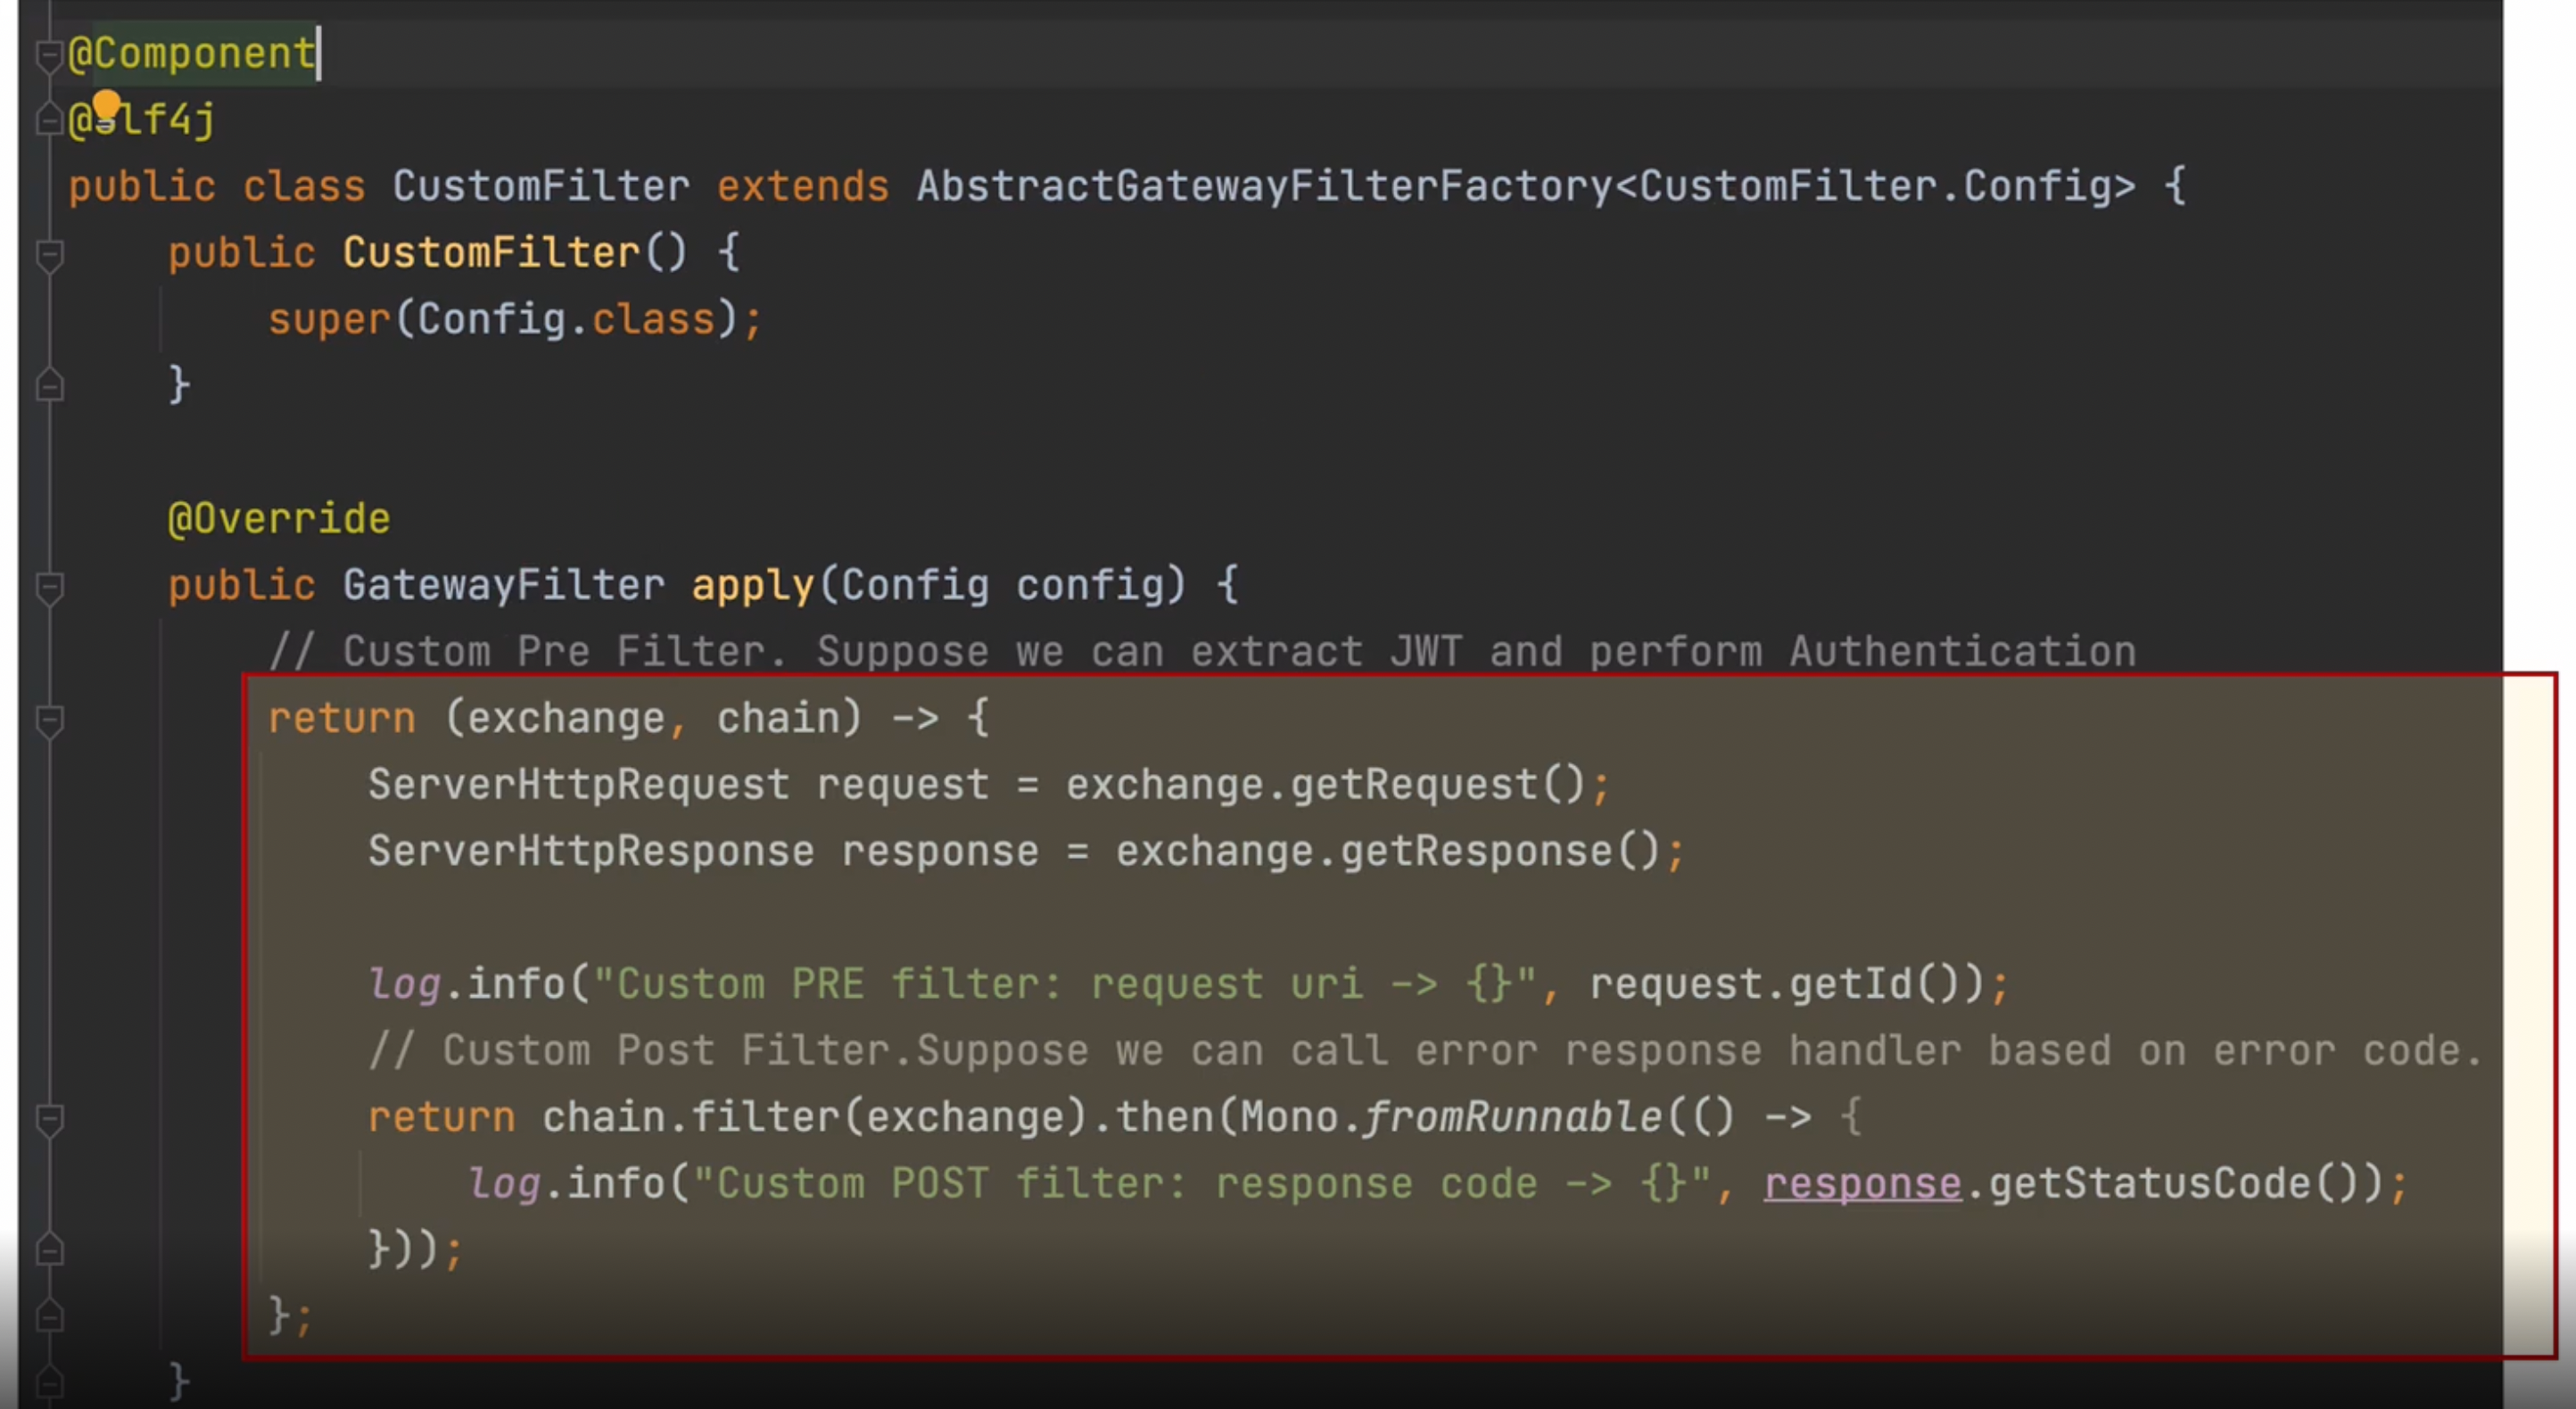 @Component
@Slf4j
public class CustomFilter extends AbstractGatewayFilterFactory<CustomFilter.Config> {
public CustomFilter() {
super(Config.class);
}
@Override
public GatewayFilter apply(Config config) {
// Custom Pre Filter. Suppose we can extract JWT and perform Authentication
return (exchange, chain) -> {
ServerHttpRequest request = exchange.getRequest();
ServerHttpResponse response = exchange.getResponse();
log.info("Custom PRE filter: request uri -> {}", request.getId());
// Custom Post Filter.Suppose we can call error response handler based on error code.
return chain.filter(exchange).then(Mono.fromRunnable(() -> {
log.info("Custom POST filter: response code -> {}", response.getStatusCode());
}));
};
}